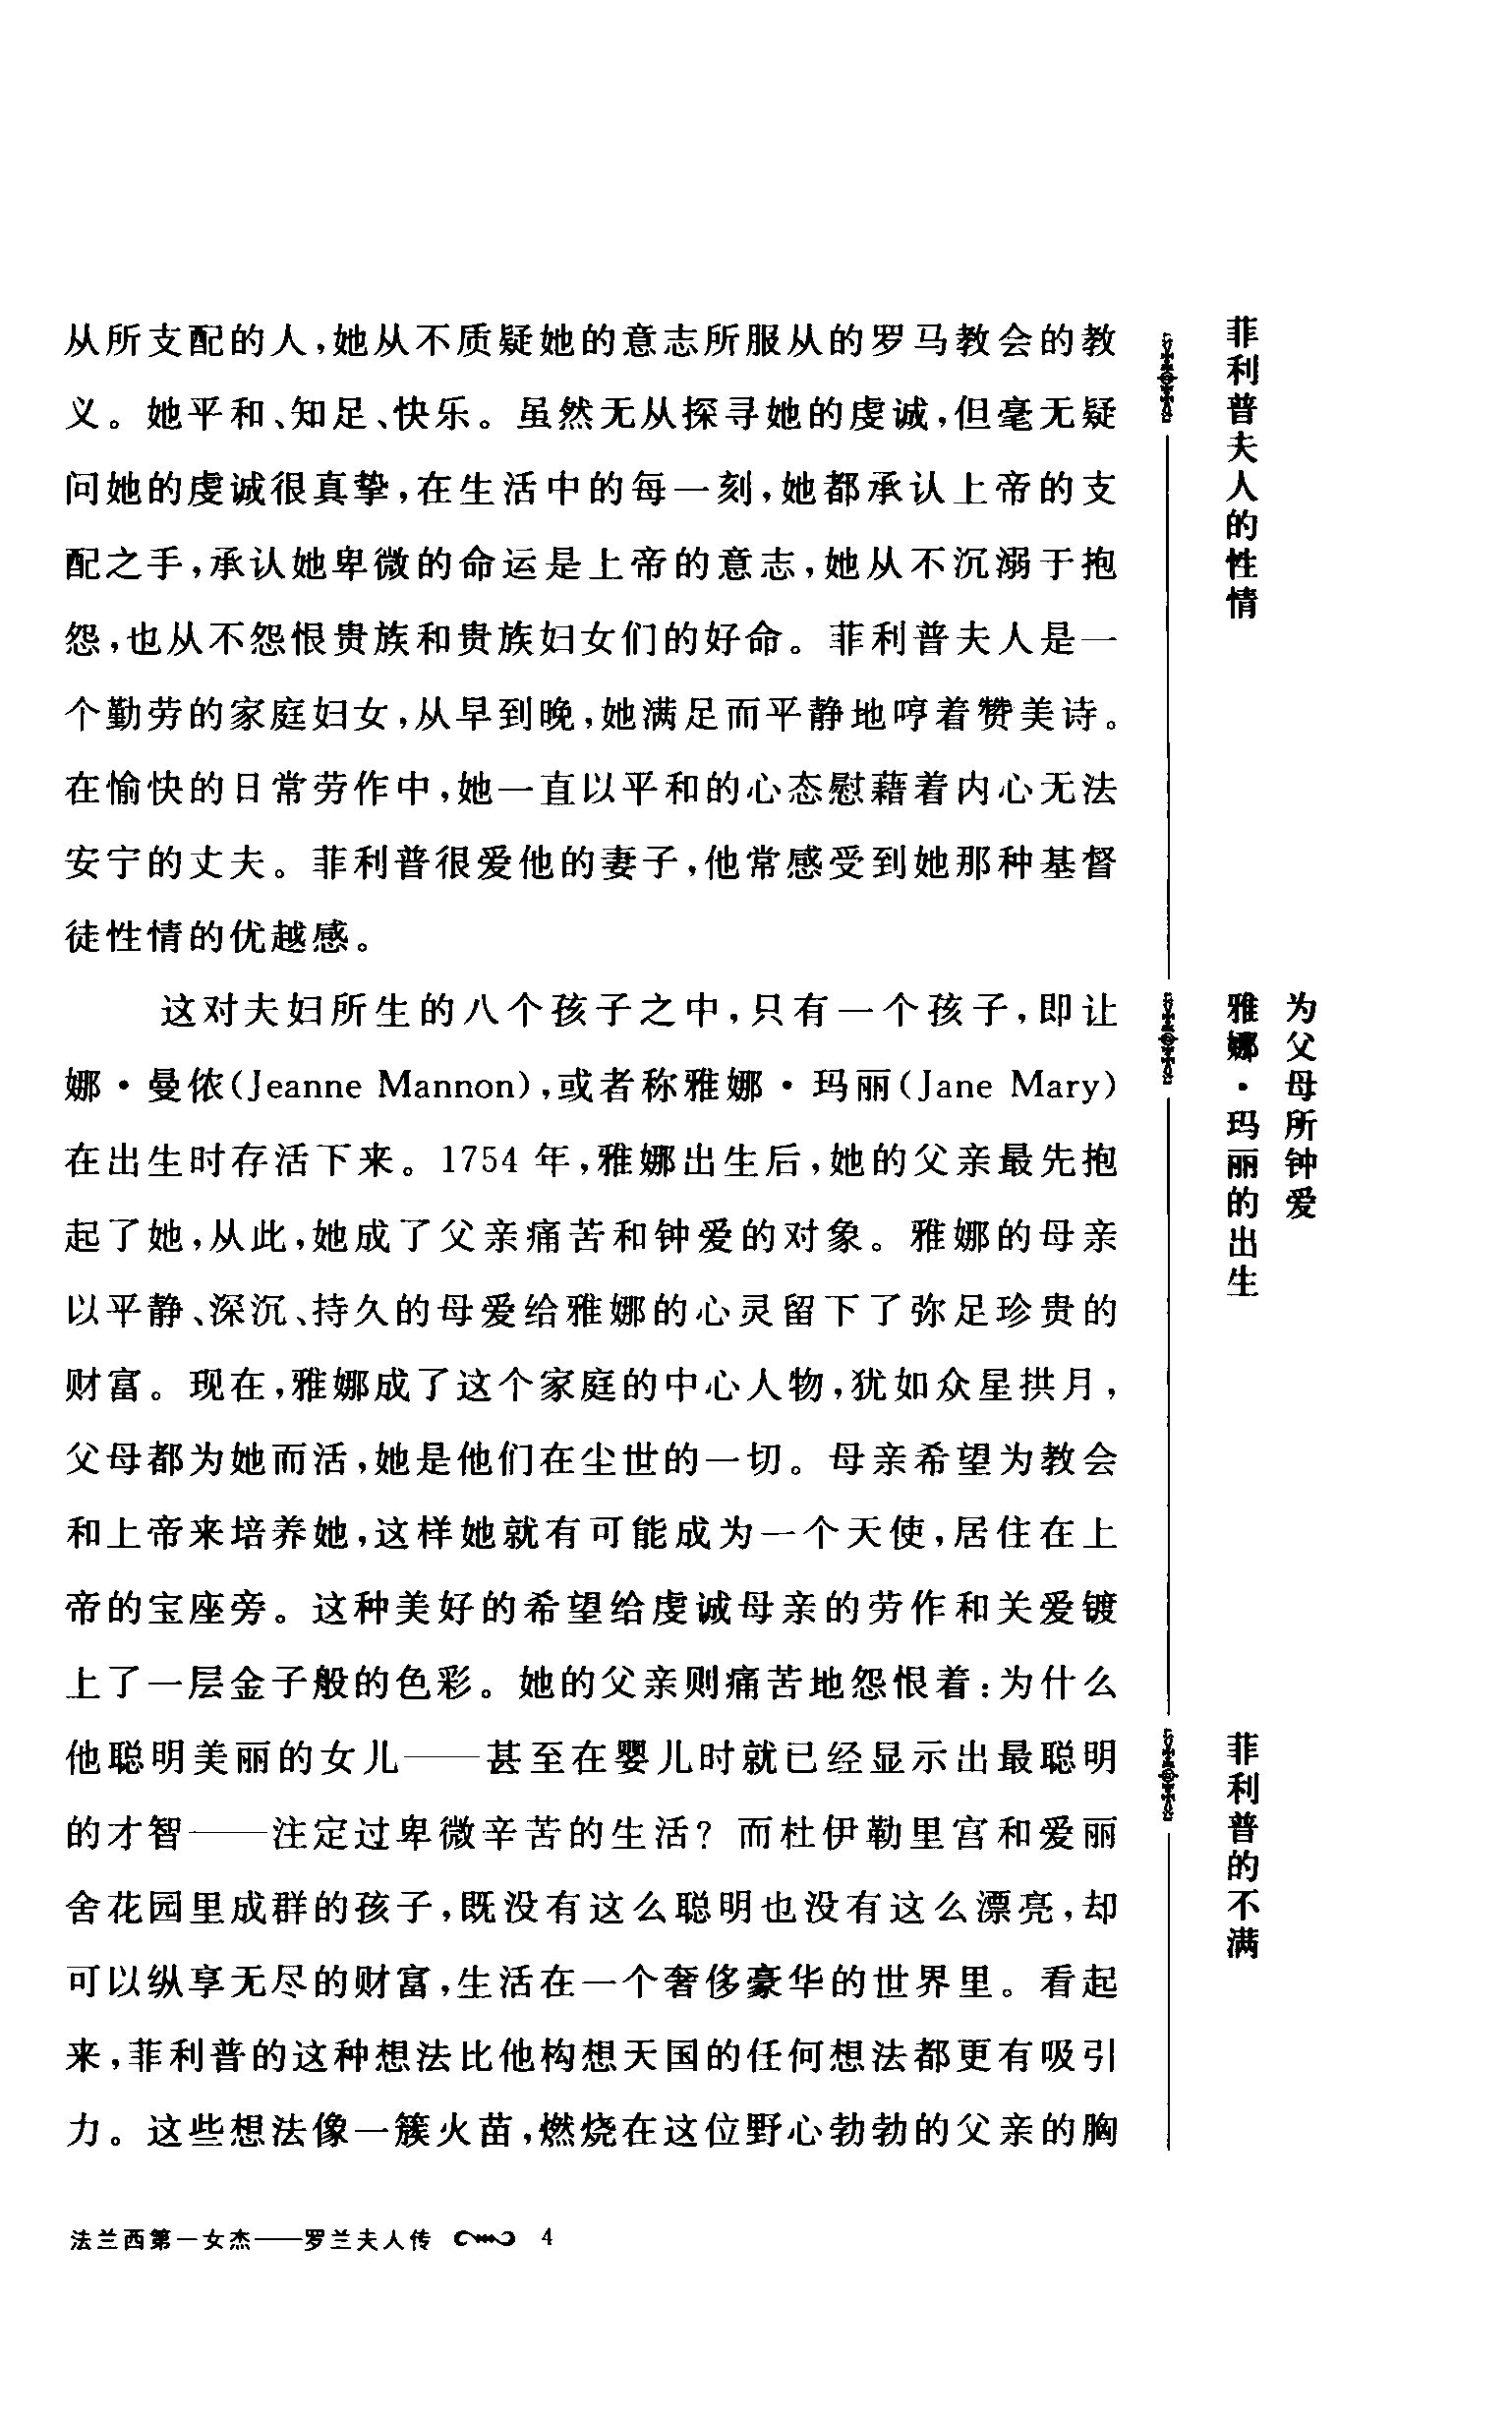 从所支配的人,她从不质疑她的意志所服从的罗马教会的教
义。她平和、知足、快乐。虽然无从探寻她的虔诚,但毫无疑
问她的虔诚很真挚,在生活中的每一刻,她都承认上帝的支
配之手,承认她卑微的命运是上帝的意志,她从不沉溺于抱
怨,也从不怨恨贵族和贵族妇女们的好命。菲利普夫人是一
个勤劳的家庭妇女,从早到晚,她满足而平静地哼着赞美诗。
在愉快的日常劳作中,她一直以平和的心态慰藉着内心无法
安宁的丈夫。菲利普很爱他的妻子,他常感受到她那种基督
徒性情的优越感。
这对夫妇所生的八个孩子之中,只有一个孩子,即让
娜·曼侬(Jeanne Mannon),或者称雅娜·玛丽(Jane Mary)
在出生时存活下来。1754 年,雅娜出生后,她的父亲最先抱
起了她,从此,她成了父亲痛苦和钟爱的对象。雅娜的母亲
以平静、深沉、持久的母爱给雅娜的心灵留下了弥足珍贵的
财富。现在,雅娜成了这个家庭的中心人物,犹如众星拱月,
父母都为她而活,她是他们在尘世的一切。母亲希望为教会
和上帝来培养她,这样她就有可能成为一个天使,居住在上
帝的宝座旁。这种美好的希望给虔诚母亲的劳作和关爱镀
上了一层金子般的色彩。她的父亲则痛苦地怨恨着:为什么
他聪明美丽的女儿——甚至在婴儿时就已经显示出最聪明
的才智——注定过卑微辛苦的生活? 而杜伊勒里宫和爱丽
舍花园里成群的孩子,既没有这么聪明也没有这么漂亮,却
可以纵享无尽的财富,生活在一个奢侈豪华的世界里。看起
来,菲利普的这种想法比他构想天国的任何想法都更有吸引
力。这些想法像一簇火苗,燃烧在这位野心勃勃的父亲的胸
菲利普夫人的性情
为父母所钟爱
雅娜·玛丽的出生
菲利普的不满
法兰西第一女杰——罗兰夫人传 4